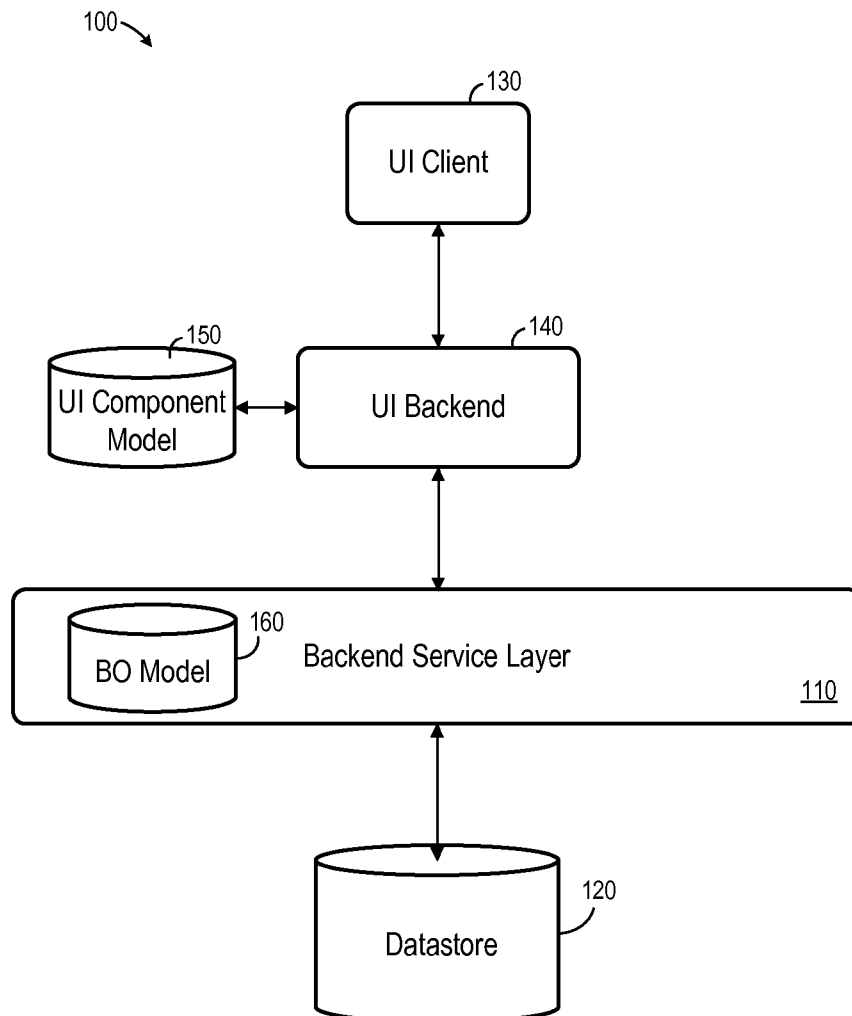 100
130
UI Client
150
140
UI Component
Model
UI Backend
160
BO Model
Backend Service Layer
110
120
Datastore